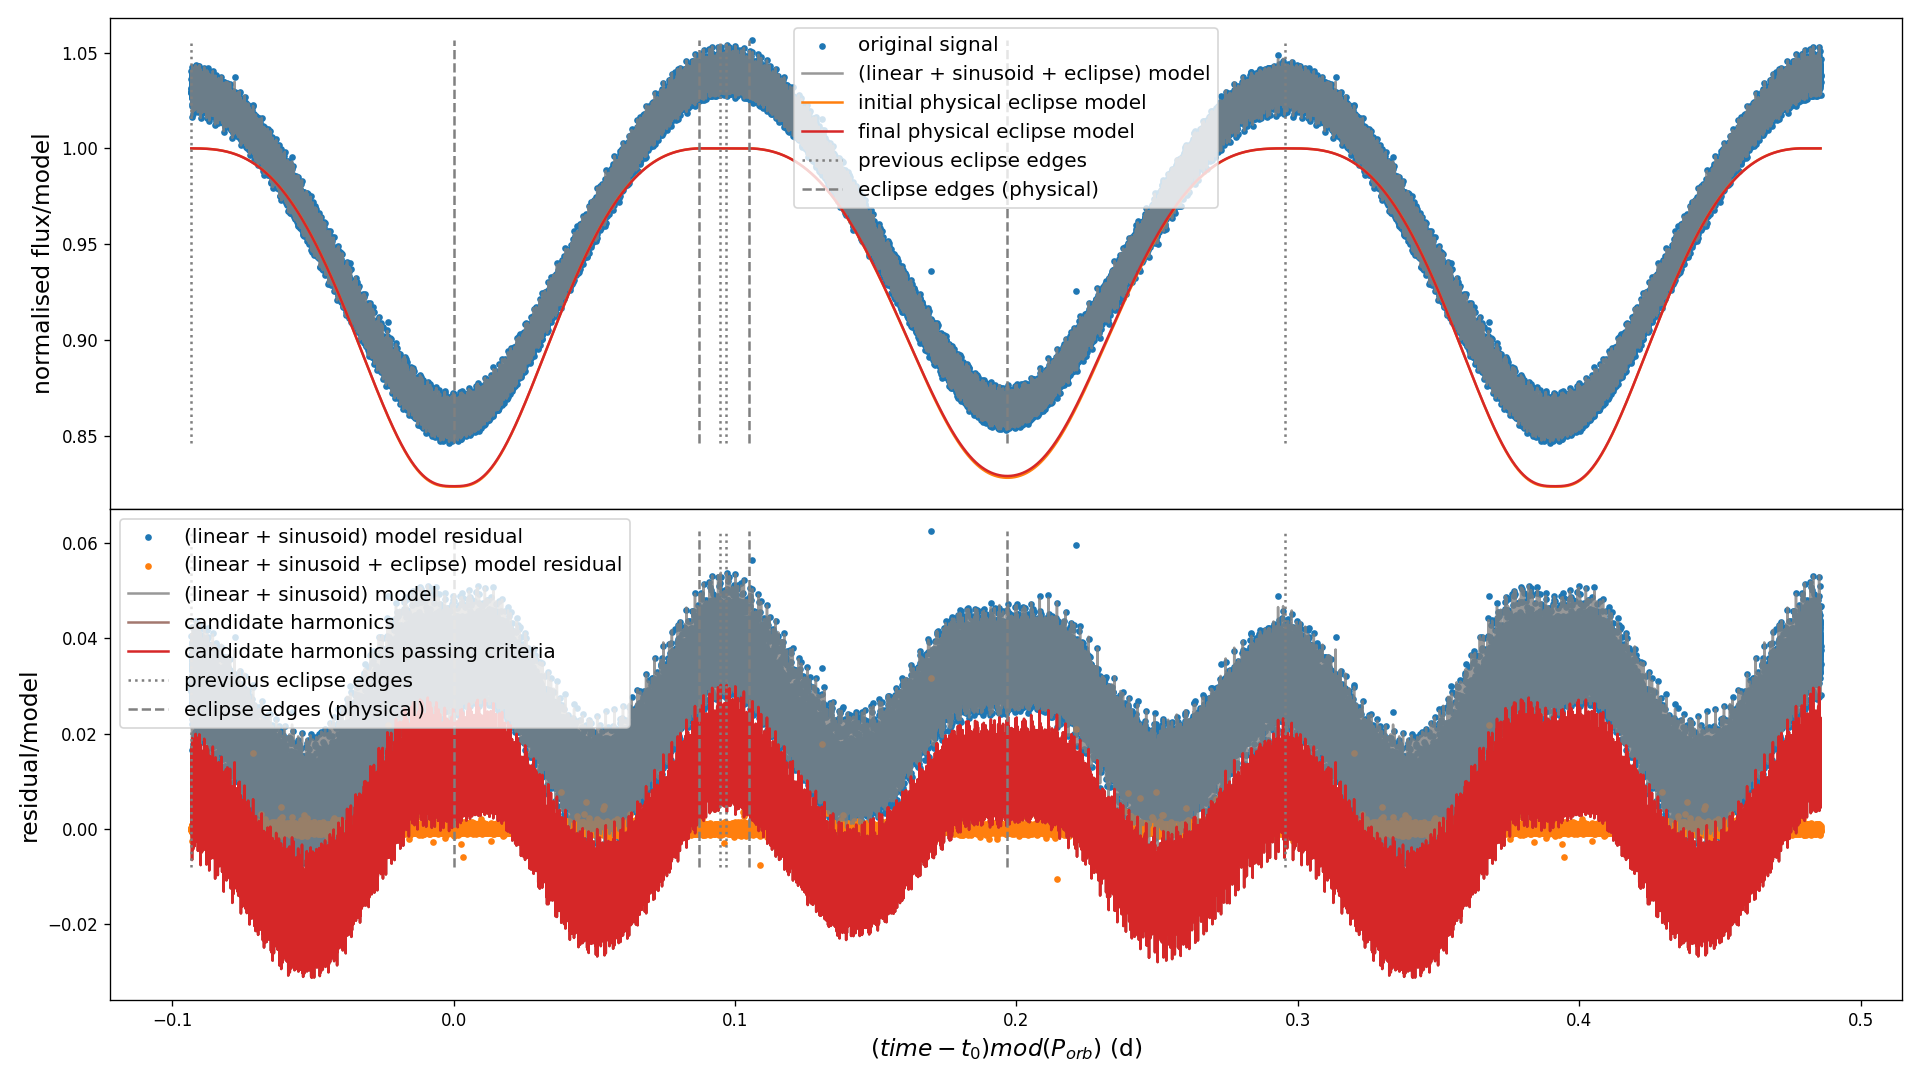 1.05
1.00
0.95
0.90
0.85
normalised flux/model
original signal
(linear + sinusoid + eclipse) model
initial physical eclipse model
final physical eclipse model
previous eclipse edges
eclipse edges (physical)
0.06
0.04
0.02
0.00
−0.02
residual/model
(linear + sinusoid) model residual
(linear + sinusoid + eclipse) model residual
(linear + sinusoid) model
candidate harmonics
candidate harmonics passing criteria
previous eclipse edges
eclipse edges (physical)
−0.1 0.0 0.1 0.2 0.3 0.4 0.5
(time − t₀)mod(P_orb) (d)